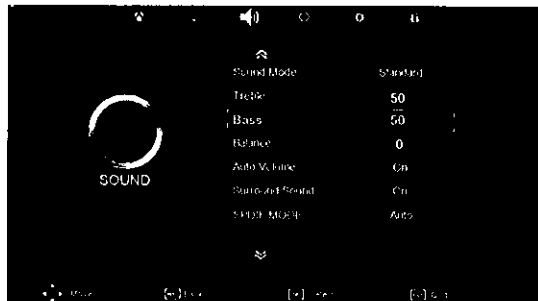 Sound Mode Standard
Treble 50
Bass 50
Balance 0
Auto Volume On
Surround Sound On
SPDIF MODE Auto
SOUND
Move